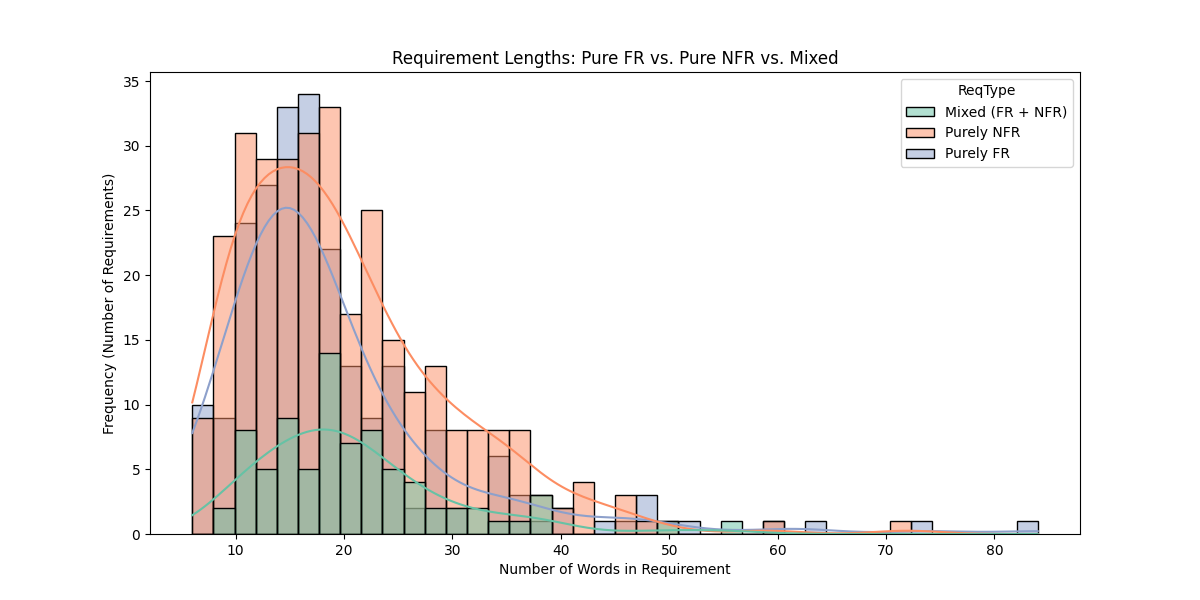 Requirement Lengths: Pure FR vs. Pure NFR vs. Mixed
ReqType
Mixed (FR + NFR)
Purely NFR
Purely FR
Frequency (Number of Requirements)
35
30
25
20
15
10
5
0
10 20 30 40 50 60 70 80
Number of Words in Requirement